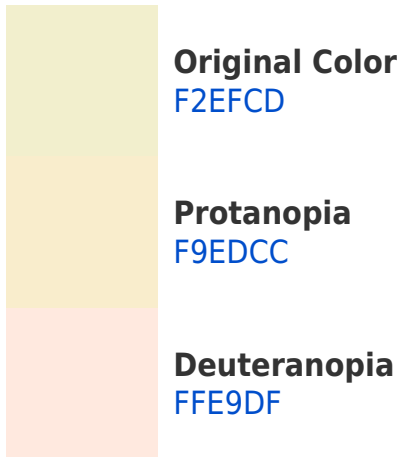 Original Color
F2EFCD
Protanopia
F9EDCC
Deuteranopia
FFE9DF